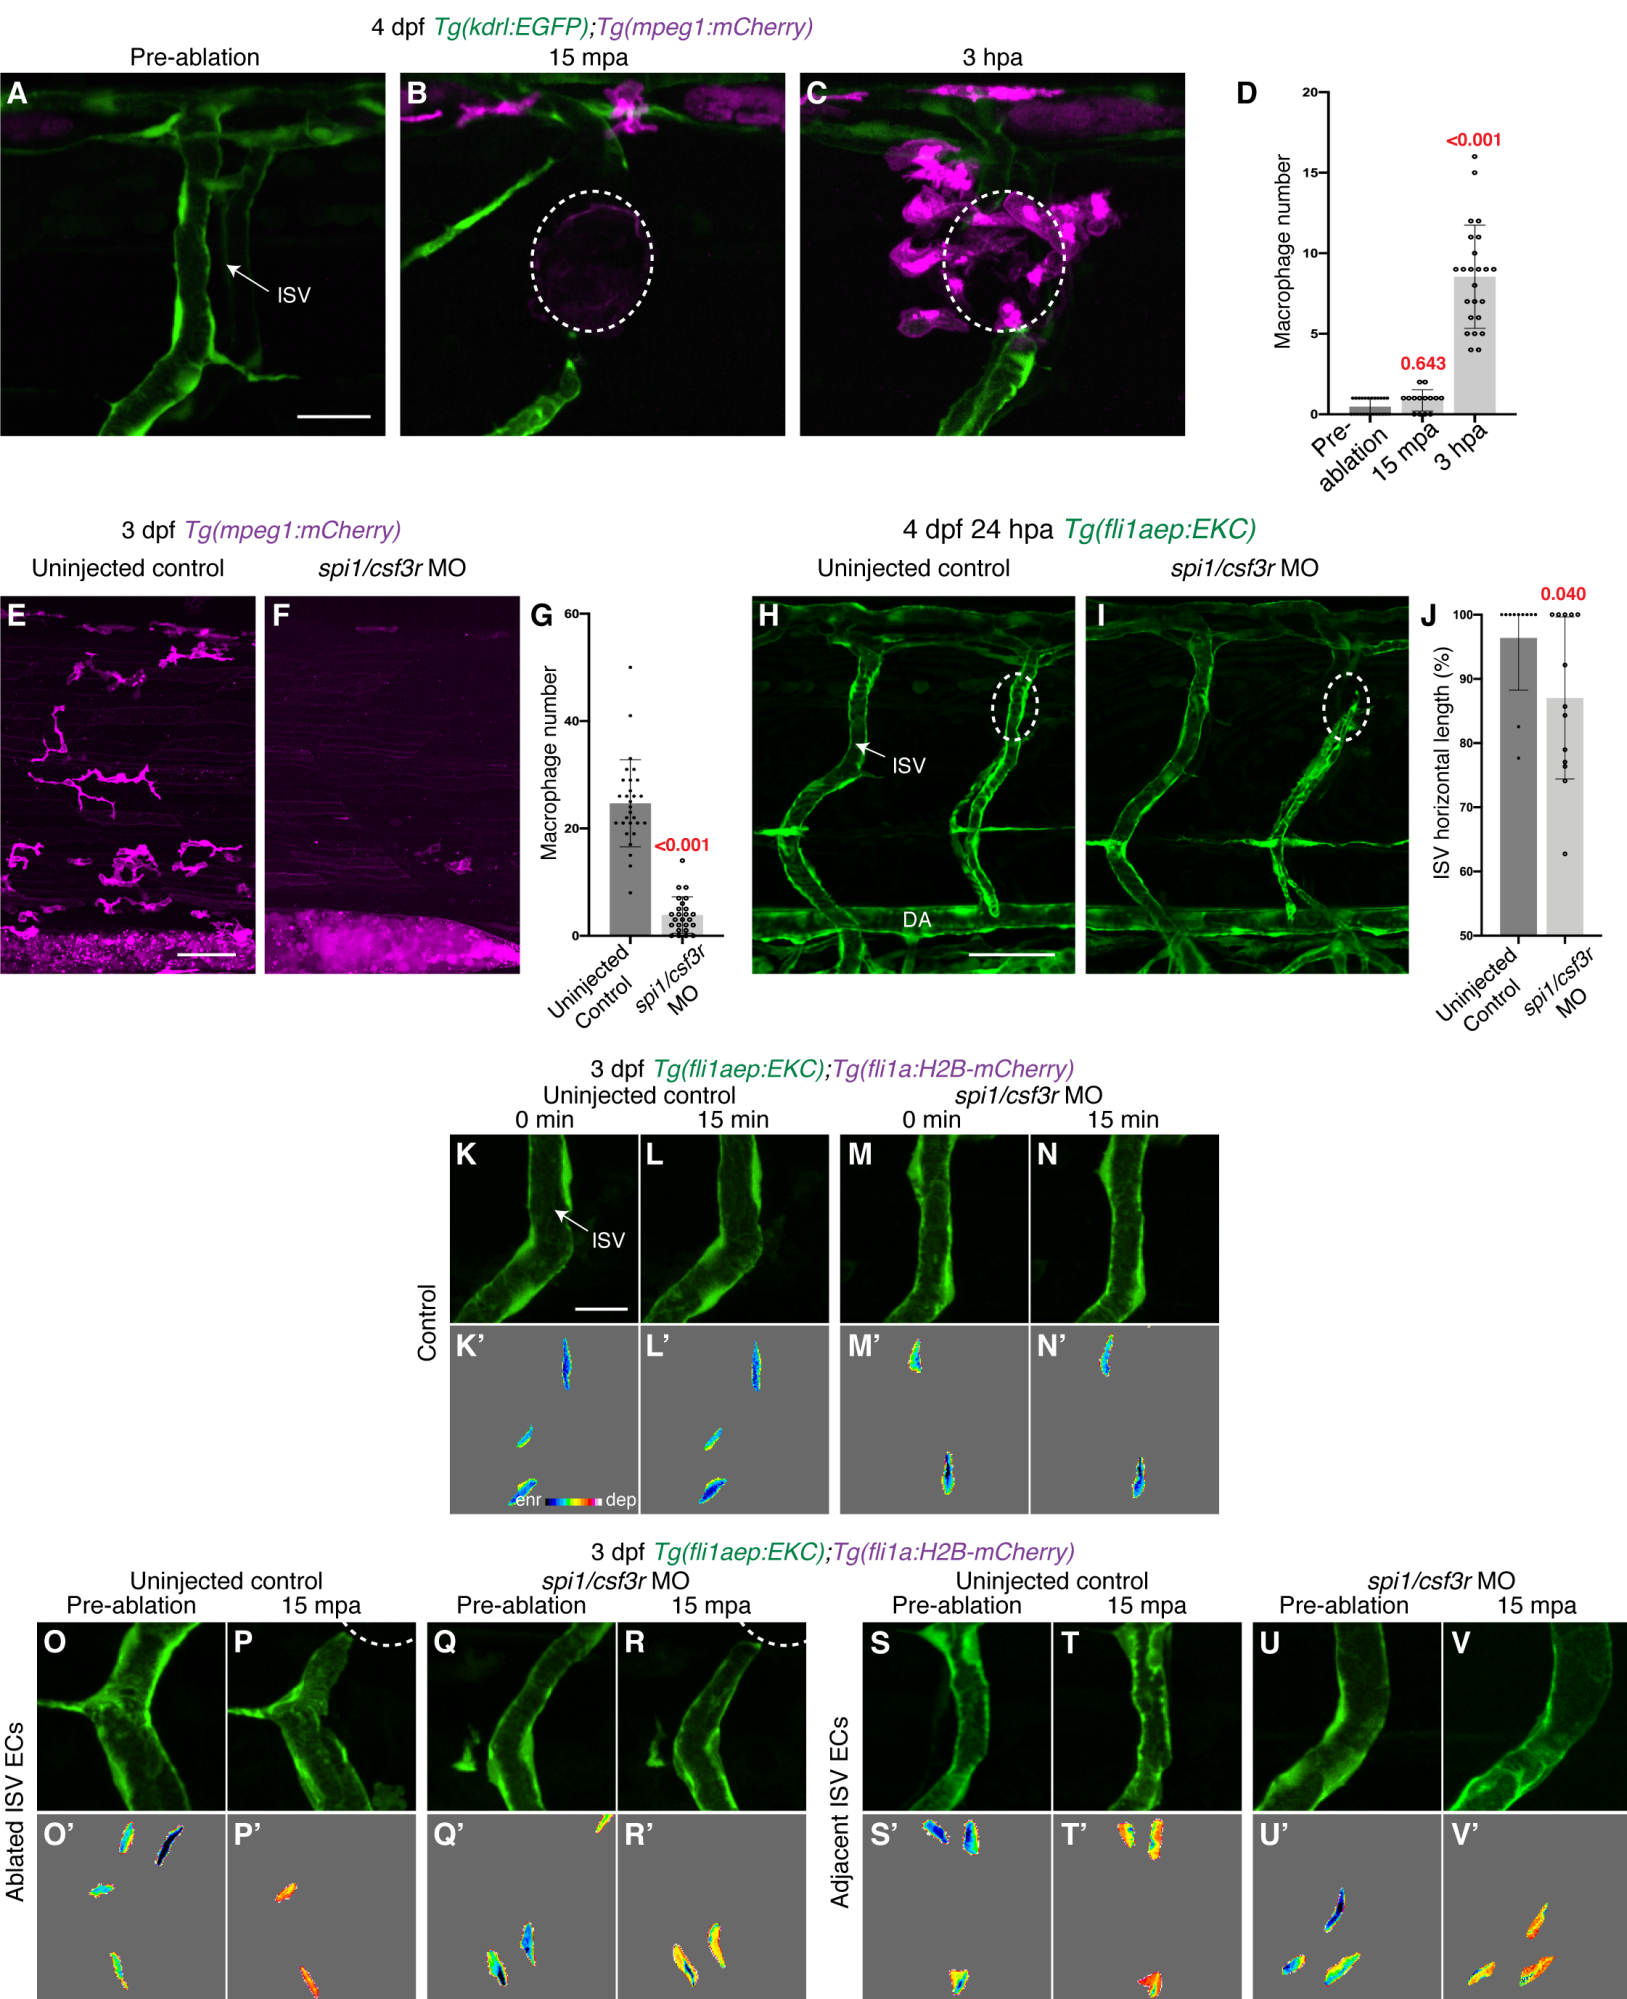 4 dpf Tg(kdrl:EGFP);Tg(mpeg1:mCherry)
Pre-ablation 15 mpa 3 hpa
A B C D
ISV
Macrophage number
20
15
10
5
0
<0.001
0.643
Pre-
ablation
15 mpa
3 hpa
3 dpf Tg(mpeg1:mCherry)
Uninjected control spi1/csf3r MO
E F G
Macrophage number
60
40
20
0
<0.001
Uninjected
Control
spi1/csf3r
MO
4 dpf 24 hpa Tg(fli1aep:EKC)
Uninjected control spi1/csf3r MO
H I J
ISV
DA
ISV horizontal length (%)
100
90
80
70
60
50
0.040
Uninjected
Control
spi1/csf3r
MO
3 dpf Tg(fli1aep:EKC);Tg(fli1a:H2B-mCherry)
Uninjected control spi1/csf3r MO
0 min 15 min 0 min 15 min
Control
K L M N
ISV
K’ L’ M’ N’
enr dep
3 dpf Tg(fli1aep:EKC);Tg(fli1a:H2B-mCherry)
Uninjected control spi1/csf3r MO Uninjected control spi1/csf3r MO
Pre-ablation 15 mpa Pre-ablation 15 mpa Pre-ablation 15 mpa Pre-ablation 15 mpa
Ablated ISV ECs
O P Q R
O’ P’ Q’ R’
Adjacent ISV ECs
S T U V
S’ T’ U’ V’